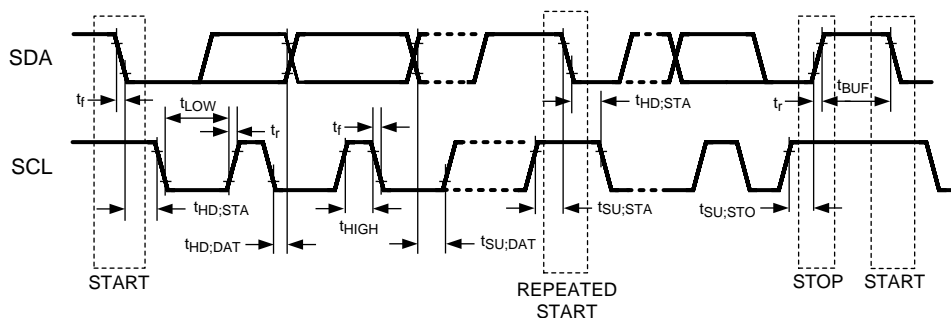 SDA
t_f
t_LOW
t_r
t_f
t_HD;STA
t_r
t_BUF
SCL
t_HD;STA
t_HD;DAT
t_HIGH
t_SU;DAT
t_SU;STA
t_SU;STO
START
REPEATED
START
STOP
START